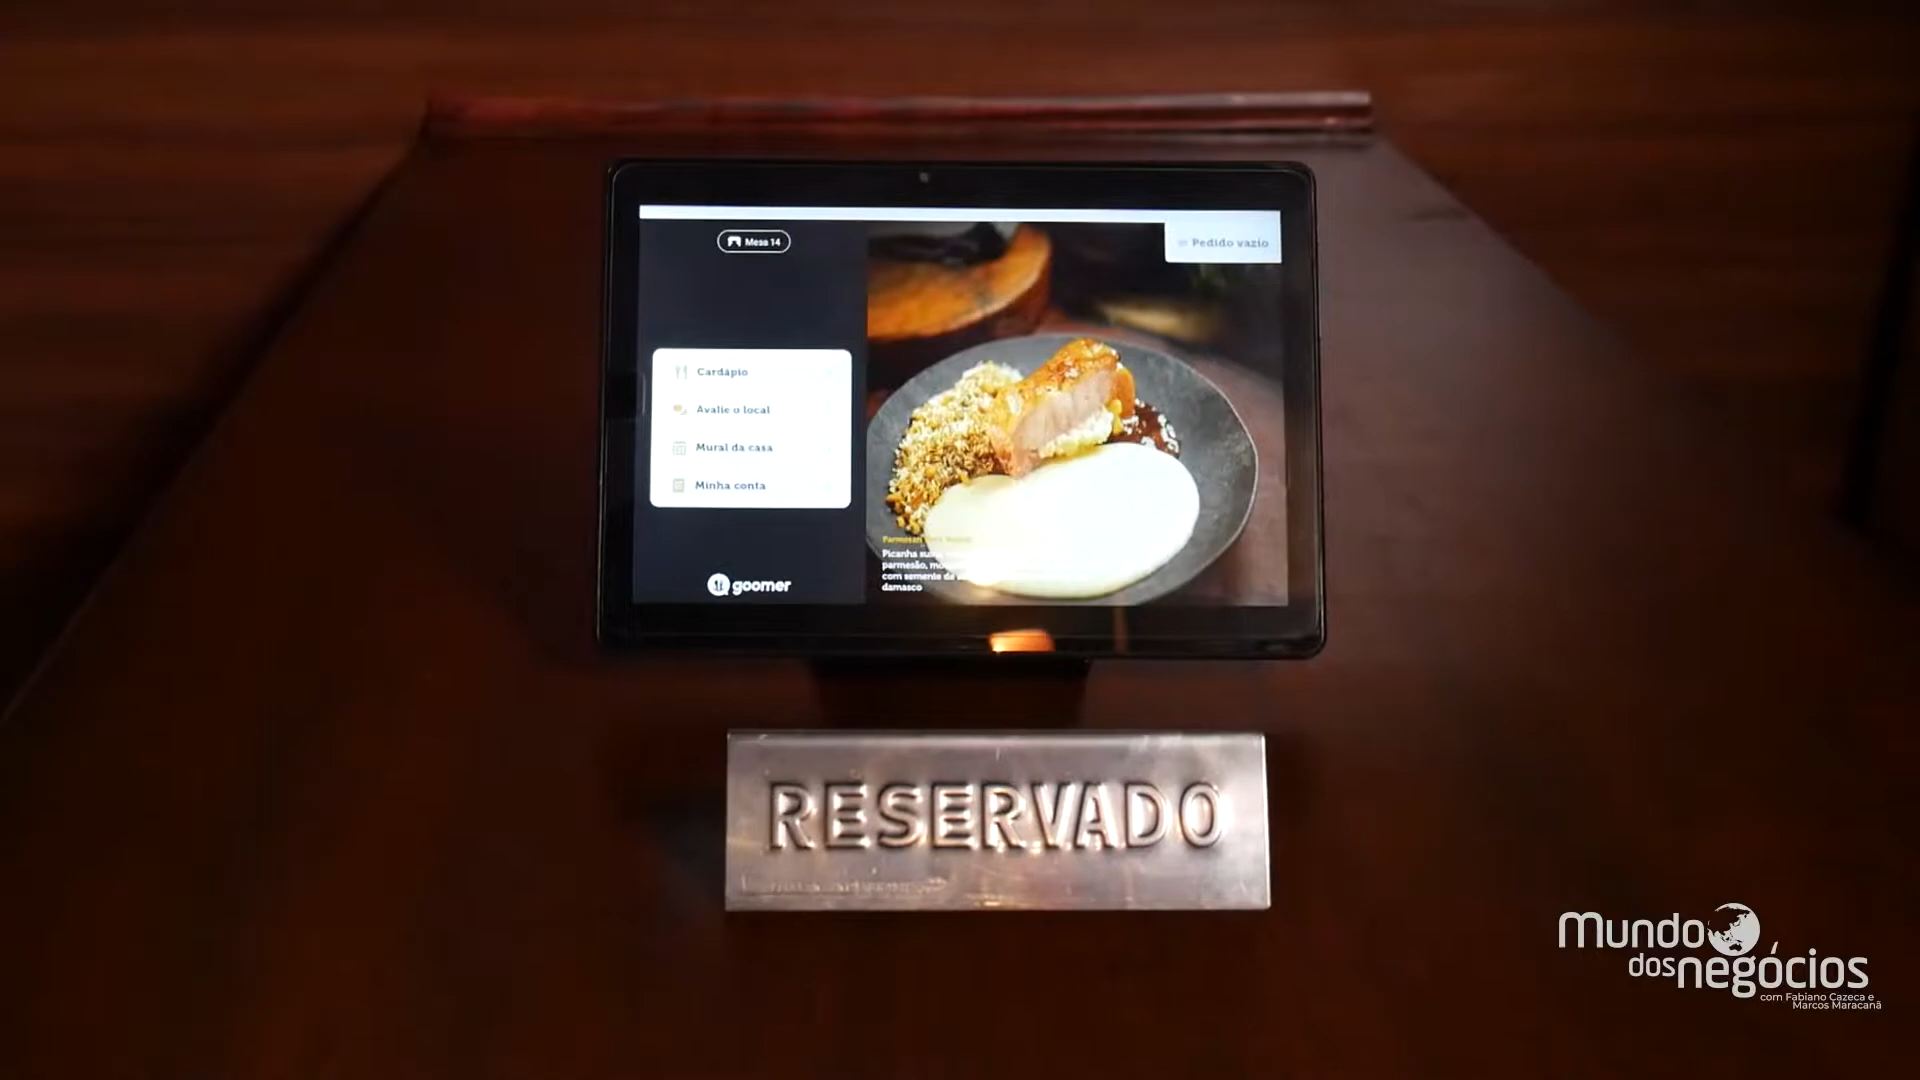 Mesa 14
Pedido vazio
Cardápio
Avalie o local
Mural da casa
Minha conta
goomer
Parmesan
Picanha
parmesão,
com semente de
damasco
RESERVADO
Mundo
dos negócios
com Fabiano Cazeca e
Marcos Maracanã